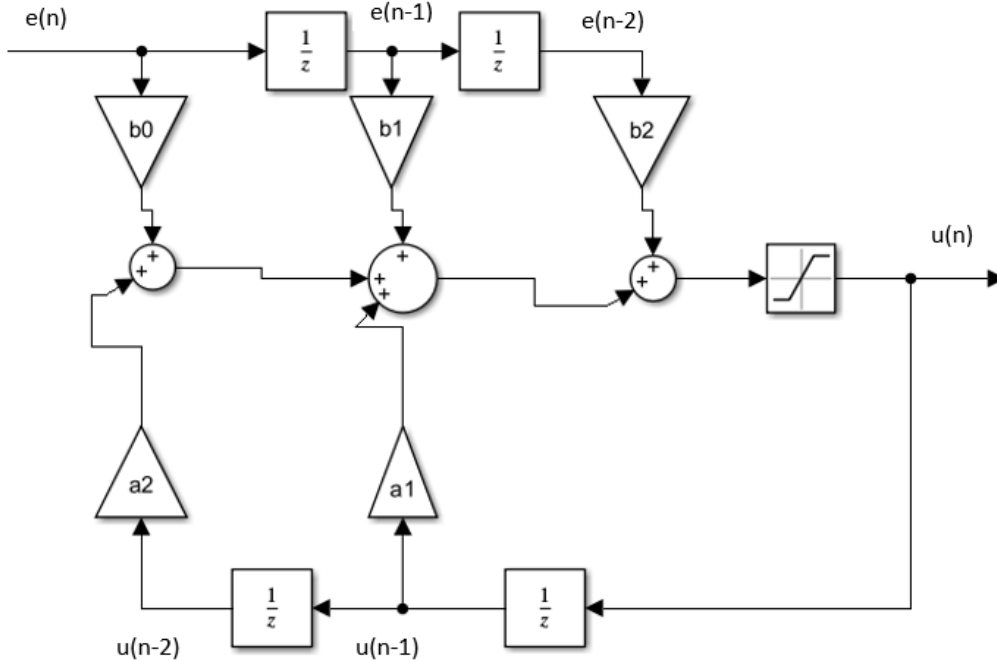 e(n)
e(n-1)
e(n-2)
1
z
1
z
b0
b1
b2
+
+
+
+
+
+
+
u(n)
a2
a1
1
z
1
z
u(n-2)
u(n-1)